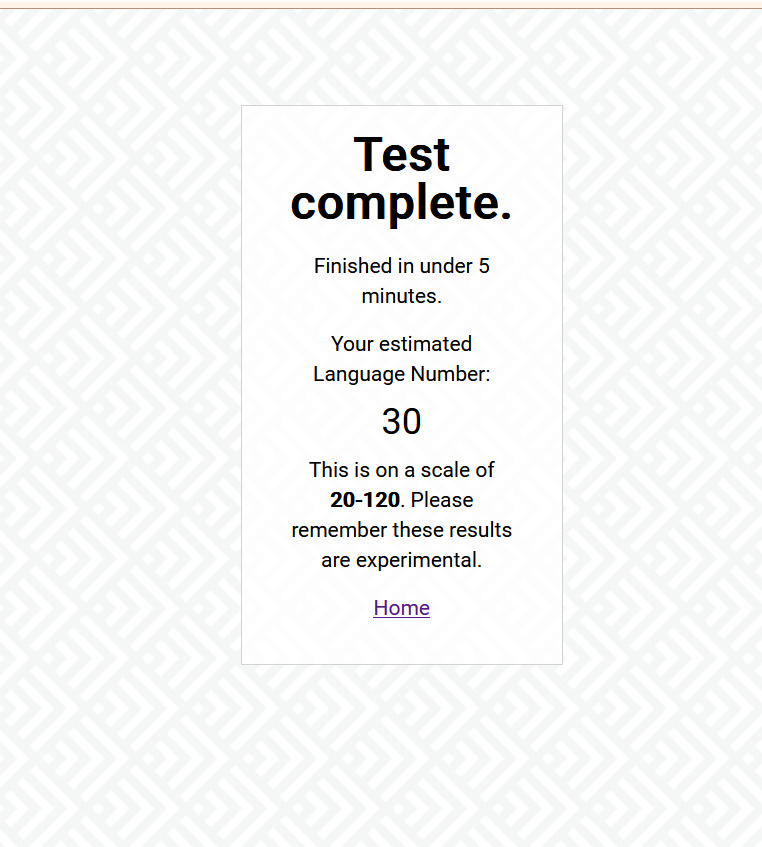 Test
complete.
Finished in under 5
minutes.
Your estimated
Language Number:
30
This is on a scale of
20-120. Please
remember these results
are experimental.
Home